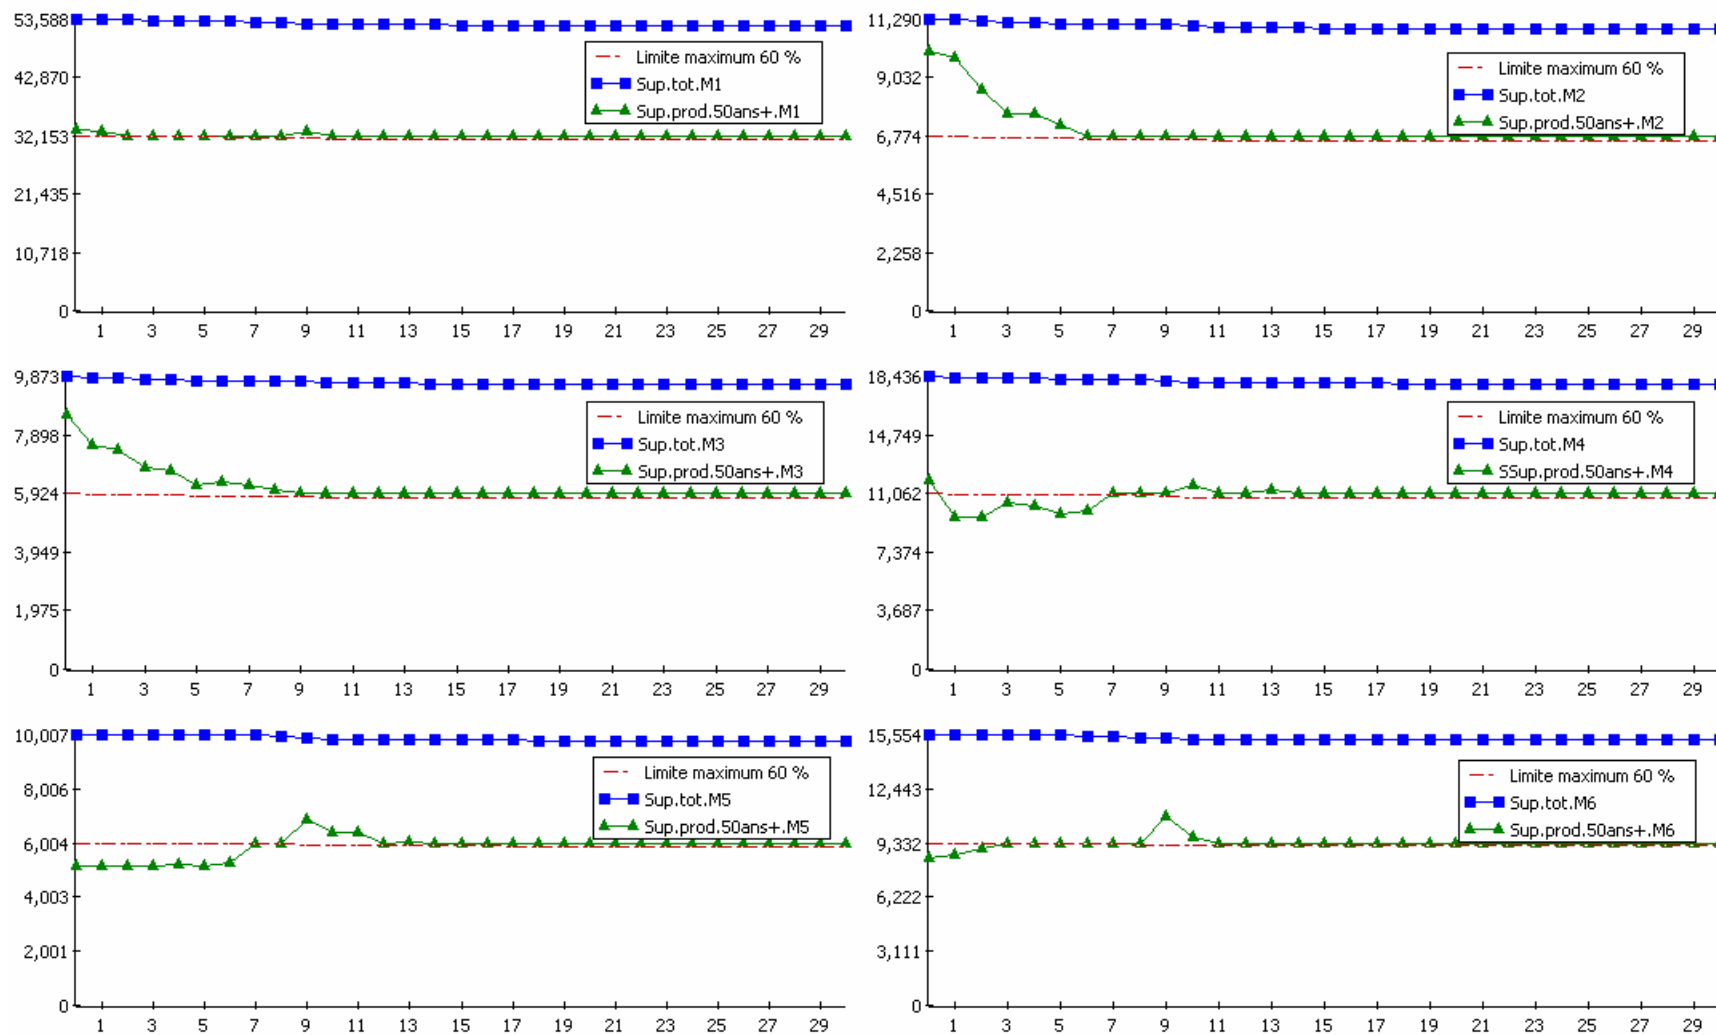 53,588
42,870
32,153
21,435
10,718
0
1 3 5 7 9 11 13 15 17 19 21 23 25 27 29
Limite maximum 60 %
Sup.tot.M1
Sup.prod.50ans+.M1
11,290
9,032
6,774
4,516
2,258
0
1 3 5 7 9 11 13 15 17 19 21 23 25 27 29
Limite maximum 60 %
Sup.tot.M2
Sup.prod.50ans+.M2
9,873
7,898
5,924
3,949
1,975
0
1 3 5 7 9 11 13 15 17 19 21 23 25 27 29
Limite maximum 60 %
Sup.tot.M3
Sup.prod.50ans+.M3
18,436
14,749
11,062
7,374
3,687
0
1 3 5 7 9 11 13 15 17 19 21 23 25 27 29
Limite maximum 60 %
Sup.tot.M4
SSup.prod.50ans+.M4
10,007
8,006
6,004
4,003
2,001
0
1 3 5 7 9 11 13 15 17 19 21 23 25 27 29
Limite maximum 60 %
Sup.tot.M5
Sup.prod.50ans+.M5
15,554
12,443
9,332
6,222
3,111
0
1 3 5 7 9 11 13 15 17 19 21 23 25 27 29
Limite maximum 60 %
Sup.tot.M6
Sup.prod.50ans+.M6